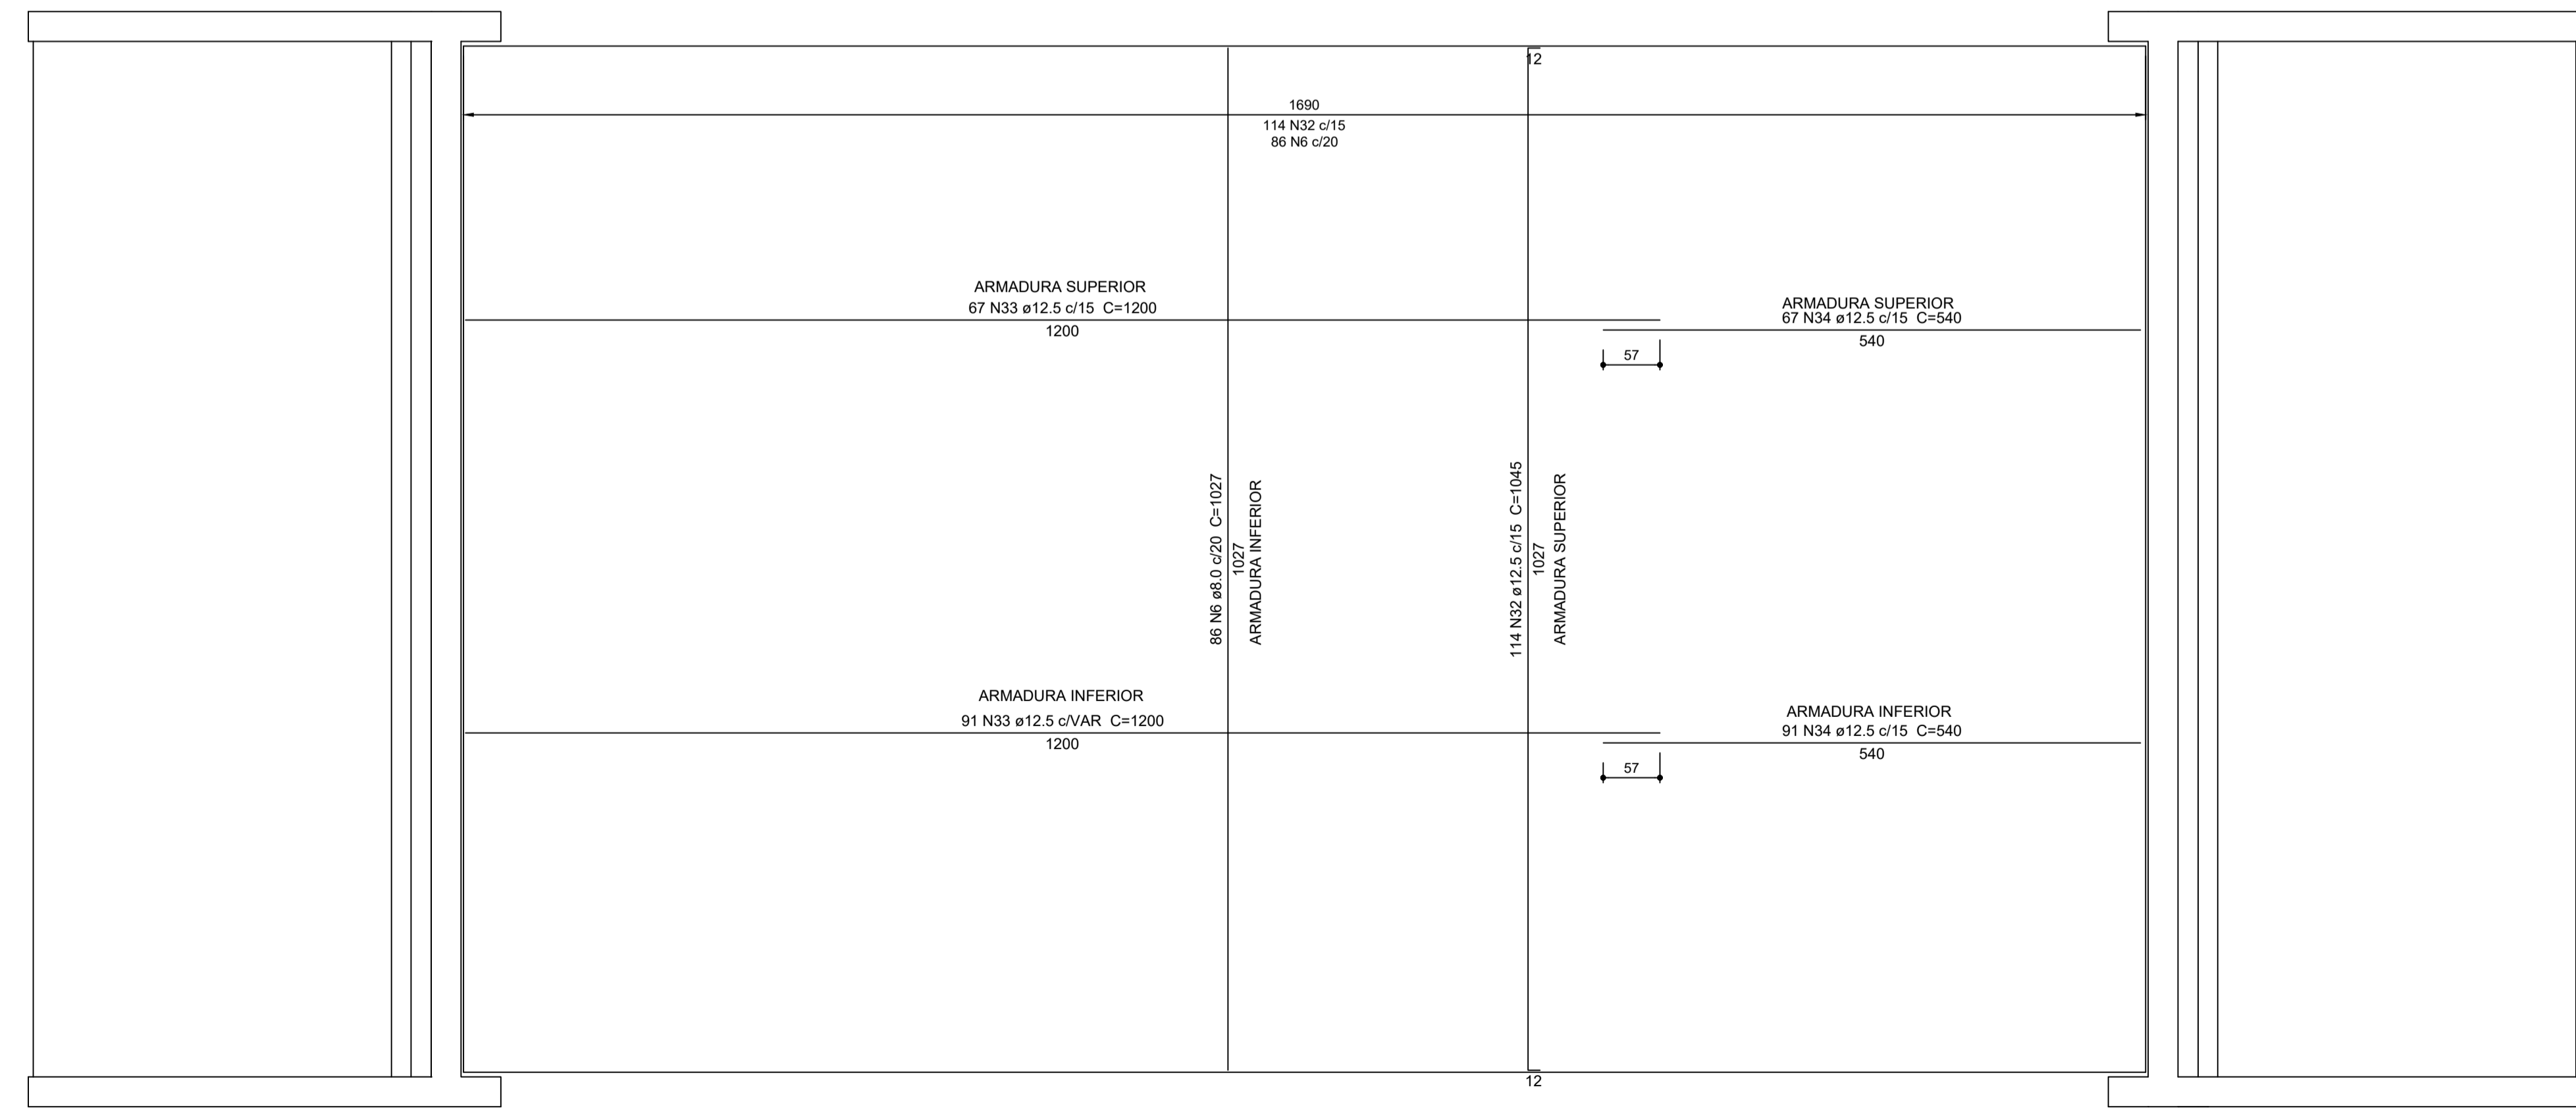 12
1690
114 N32 c/15
86 N6 c/20
ARMADURA SUPERIOR
67 N33 ø12.5 c/15 C=1200
1200
ARMADURA SUPERIOR
67 N34 ø12.5 c/15 C=540
540
57
86 N6 ø8.0 c/20 C=1027
1027
ARMADURA INFERIOR
114 N32 ø12.5 c/15 C=1045
1027
ARMADURA SUPERIOR
ARMADURA INFERIOR
91 N33 ø12.5 c/VAR C=1200
1200
ARMADURA INFERIOR
91 N34 ø12.5 c/15 C=540
540
57
12